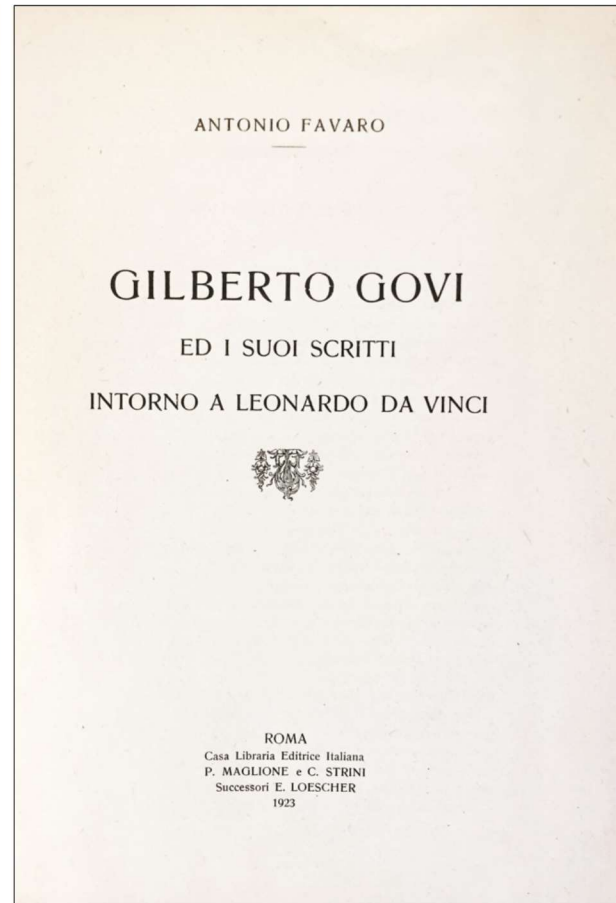 ANTONIO FAVARO
GILBERTO GOVI
ED I SUOI SCRITTI
INTORNO A LEONARDO DA VINCI
ROMA
Casa Libraria Editrice Italiana
P. MAGLIONE e C. STRINI
Successori E. LOESCHER
1923